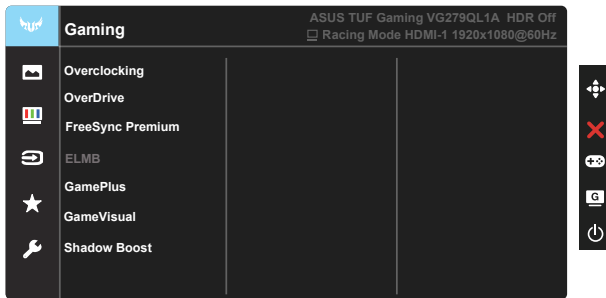 Gaming
ASUS TUF Gaming VG279QL1A HDR Off
Racing Mode HDMI-1 1920x1080@60Hz
Overclocking
OverDrive
FreeSync Premium
ELMB
GamePlus
GameVisual
Shadow Boost
G